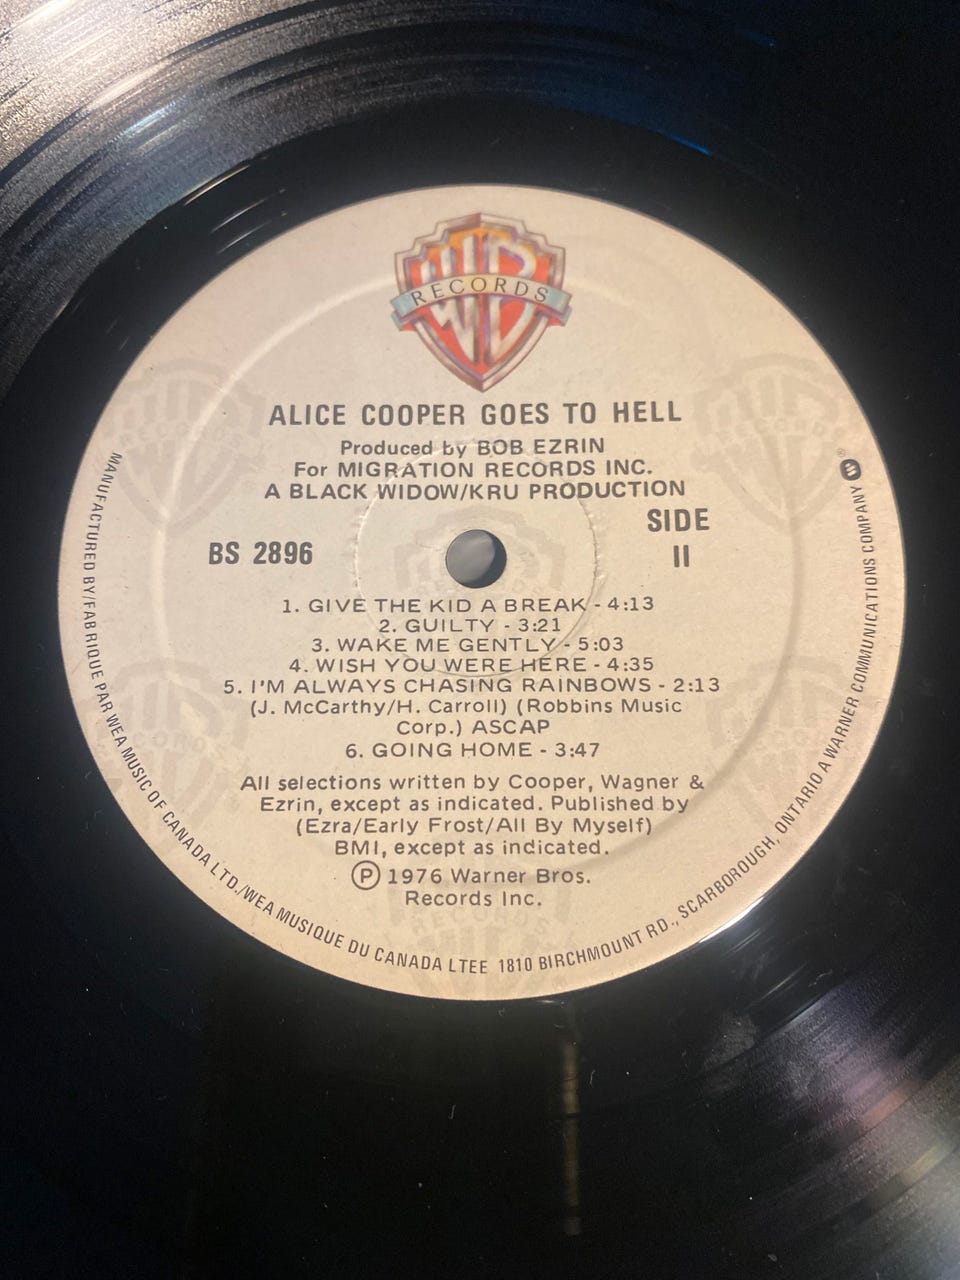 WB
RECORDS
ALICE COOPER GOES TO HELL
Produced by BOB EZRIN
For MIGRATION RECORDS INC.
A BLACK WIDOW/KRU PRODUCTION
SIDE
BS 2896 II
1. GIVE THE KID A BREAK - 4:13
2. GUILTY - 3:21
3. WAKE ME GENTLY - 5:03
4. WISH YOU WERE HERE - 4:35
5. I'M ALWAYS CHASING RAINBOWS - 2:13
(J. McCarthy/H. Carroll) (Robbins Music
Corp.) ASCAP
6. GOING HOME - 3:47
All selections written by Cooper, Wagner &
Ezrin, except as indicated. Published by
(Ezra/Early Frost/All By Myself)
BMI, except as indicated.
Ⓟ 1976 Warner Bros.
Records Inc.
MANUFACTURED BY/FABRIQUE PAR WEA MUSIC OF CANADA LTD./WEA MUSIQUE DU CANADA LTEE 1810 BIRCHMOUNT RD., SCARBOROUGH, ONTARIO A WARNER COMMUNICATIONS COMPANY ®